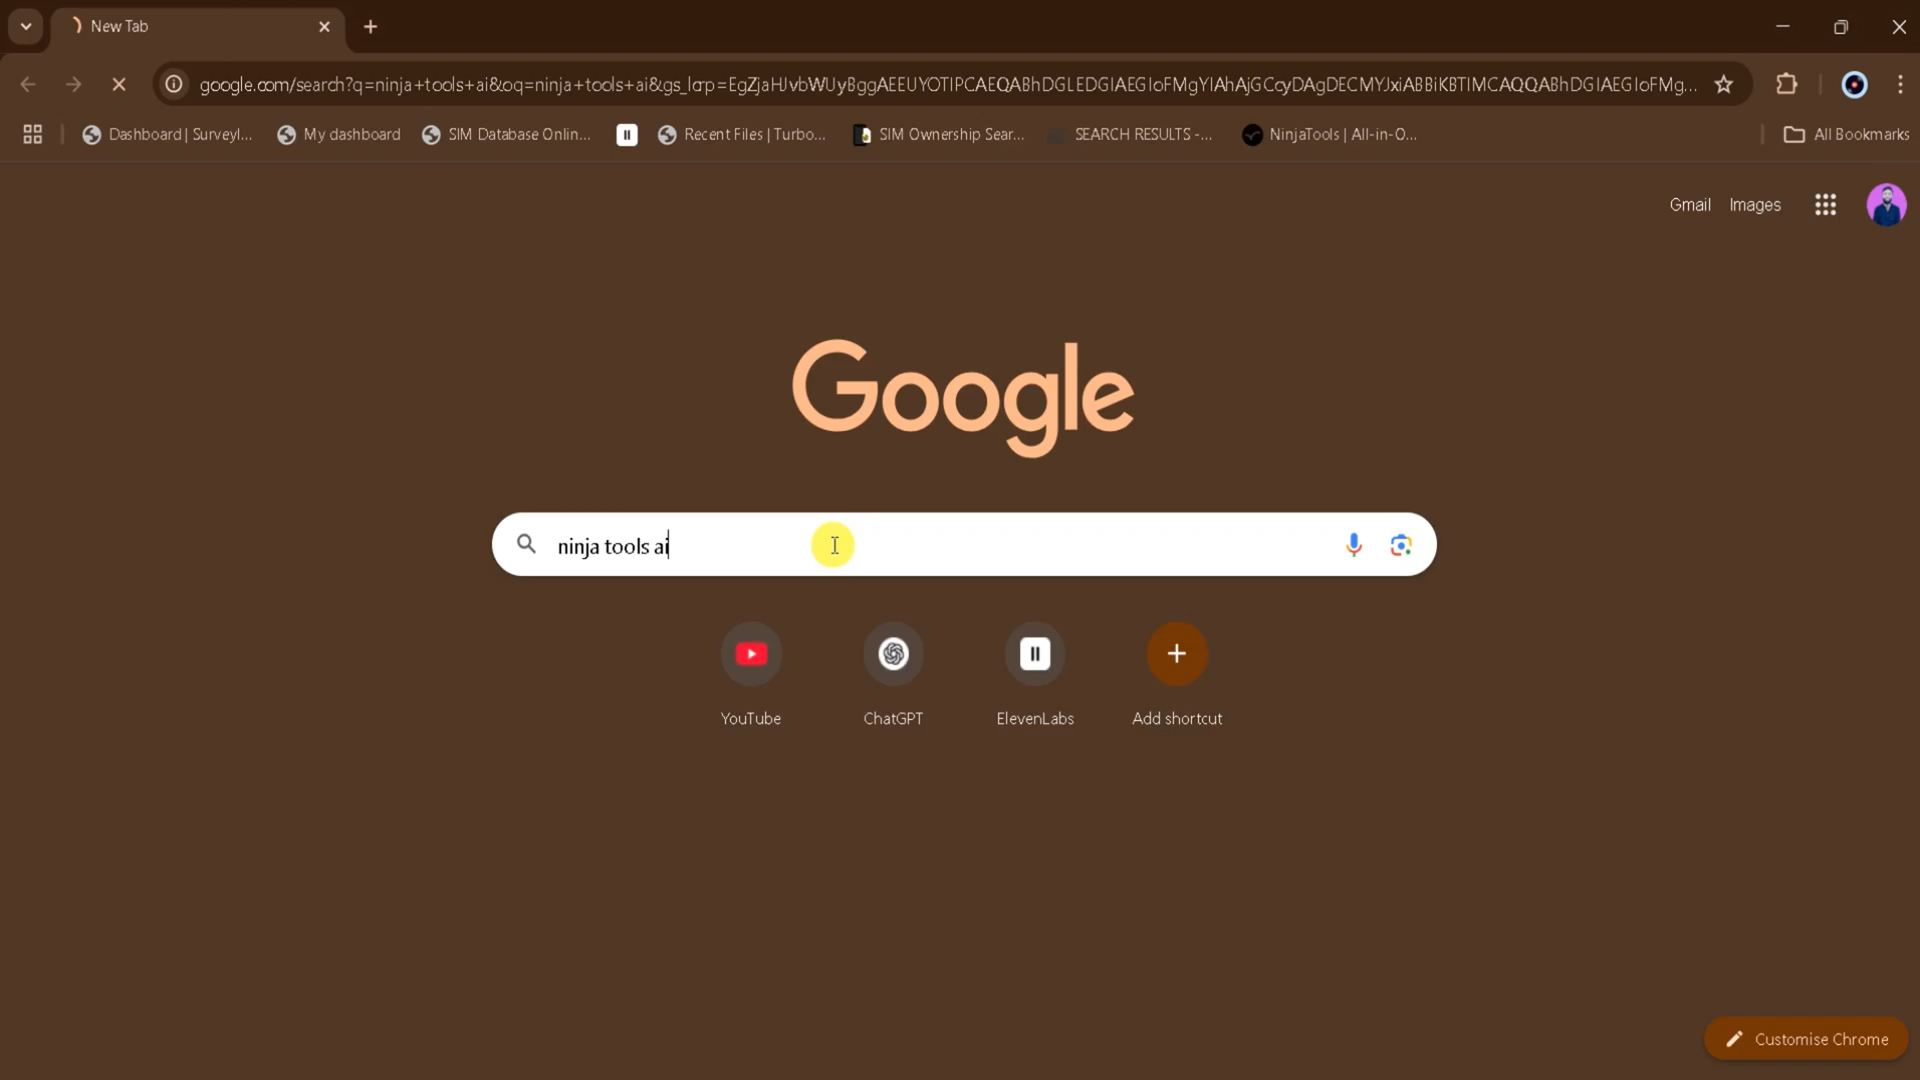 New Tab
google.com/search?q=ninja+tools+ai&oq=ninja+tools+ai&gs_lcrp=EgZjaHJvbWUyBggAEEUYOTIPCAEQABhDGLEDGIAEGIoFMgYIAhAjGCcyDAgDECMYJxiABBiKBTIMCAQQABhDGIAEGIoFMg...
Dashboard | Surveyl...
My dashboard
SIM Database Onlin...
Recent Files | Turbo...
SIM Ownership Sear...
SEARCH RESULTS -...
NinjaTools | All-in-O...
All Bookmarks
Gmail
Images
Google
ninja tools ai
YouTube
ChatGPT
ElevenLabs
Add shortcut
Customise Chrome